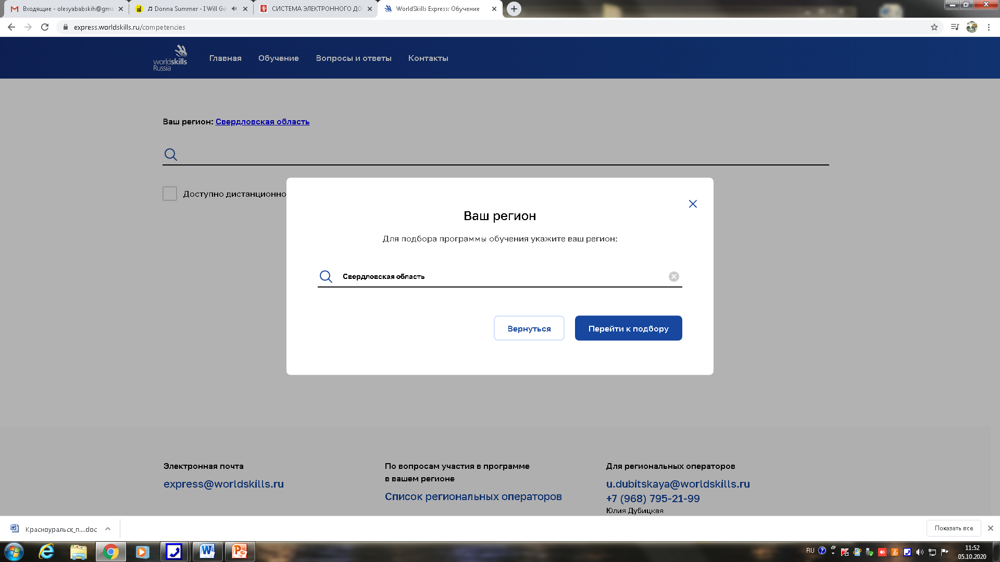 Входящие - olesyababskih@gma
Donna Summer - I Will Go
СИСТЕМА ЭЛЕКТРОННОГО ДО
WorldSkills Express: Обучение
express.worldskills.ru/competencies
worldskills
Russia
Главная
Обучение
Вопросы и ответы
Контакты
Ваш регион: Свердловская область
Доступно дистанционно
Ваш регион
Для подбора программы обучения укажите ваш регион:
Свердловская область
Вернуться
Перейти к подбору
Электронная почта
express@worldskills.ru
По вопросам участия в программе
в вашем регионе
Список региональных операторов
Для региональных операторов
u.dubitskaya@worldskills.ru
+7 (968) 795-21-99
Юлия Дубицкая
Красноуральск_п....doc
Показать все
RU
11:52
05.10.2020